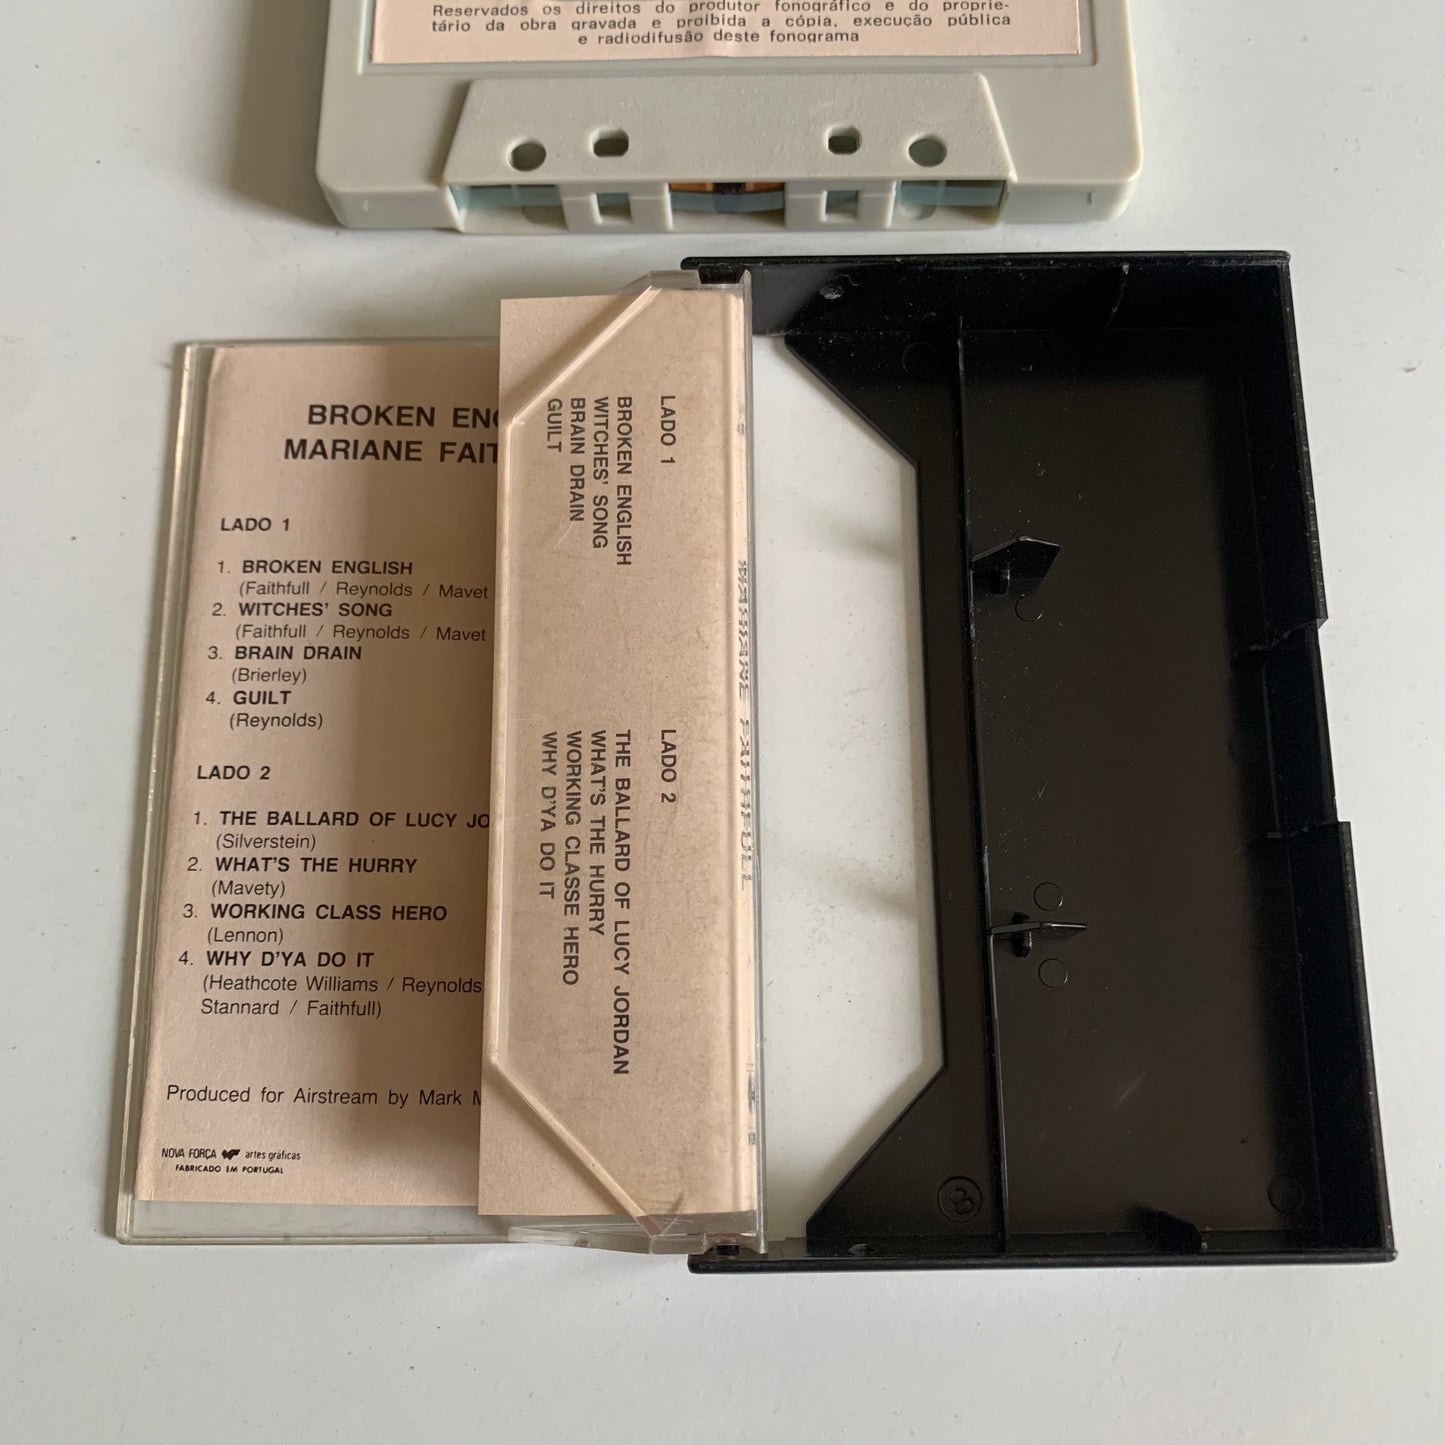 Reservados os direitos do produtor fonográfico e do proprie-
tário da obra gravada e proibida a cópia, execução pública
e radiodifusão deste fonograma
BROKEN ENG
MARIANE FAIT
LADO 1
1. BROKEN ENGLISH
(Faithfull / Reynolds / Mavet
2. WITCHES' SONG
(Faithfull / Reynolds / Mavet
3. BRAIN DRAIN
(Brierley)
4. GUILT
(Reynolds)
LADO 2
1. THE BALLARD OF LUCY JO
(Silverstein)
2. WHAT'S THE HURRY
(Mavety)
3. WORKING CLASS HERO
(Lennon)
4. WHY D'YA DO IT
(Heathcote Williams / Reynolds
Stannard / Faithfull)
Produced for Airstream by Mark M
NOVA FORÇA artes gráficas
FABRICADO EM PORTUGAL
LADO 1
BROKEN ENGLISH
WITCHES' SONG
BRAIN DRAIN
GUILT
LADO 2
THE BALLARD OF LUCY JORDAN
WHAT'S THE HURRY
WORKING CLASSE HERO
WHY D'YA DO IT
MARIANE FAITHFULL